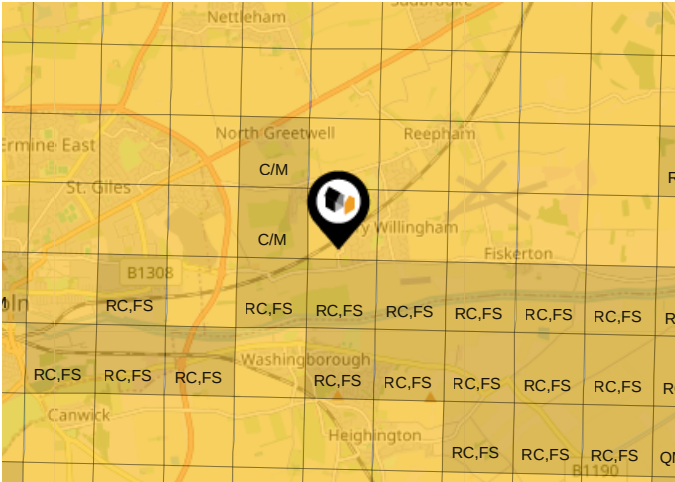 Nettleham
North Greetwell
Reepham
Ermine East
C/M
R
St. Giles
y Willingham
C/M
Fiskerton
B1308
oln
RC,FS
RC,FS
RC,FS
RC,FS
RC,FS
RC,FS
RC,FS
R
Washingborough
RC,FS
RC,FS
RC,FS
RC,FS
RC,FS
RC,FS
RC,FS
RC,FS
Canwick
Heighington
RC,FS
RC,FS
RC,FS
B1190